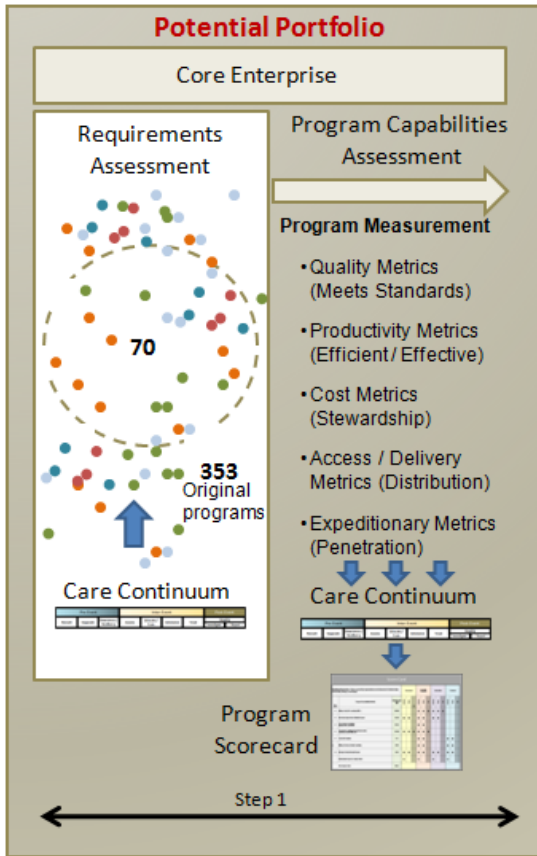 Potential Portfolio
Core Enterprise
Requirements
Assessment
70
353
Original
programs
Care Continuum
Program Capabilities
Assessment
Program Measurement
•Quality Metrics
(Meets Standards)
•Productivity Metrics
(Efficient / Effective)
•Cost Metrics
(Stewardship)
•Access / Delivery
Metrics (Distribution)
•Expeditionary Metrics
(Penetration)
Care Continuum
Program
Scorecard
Step 1